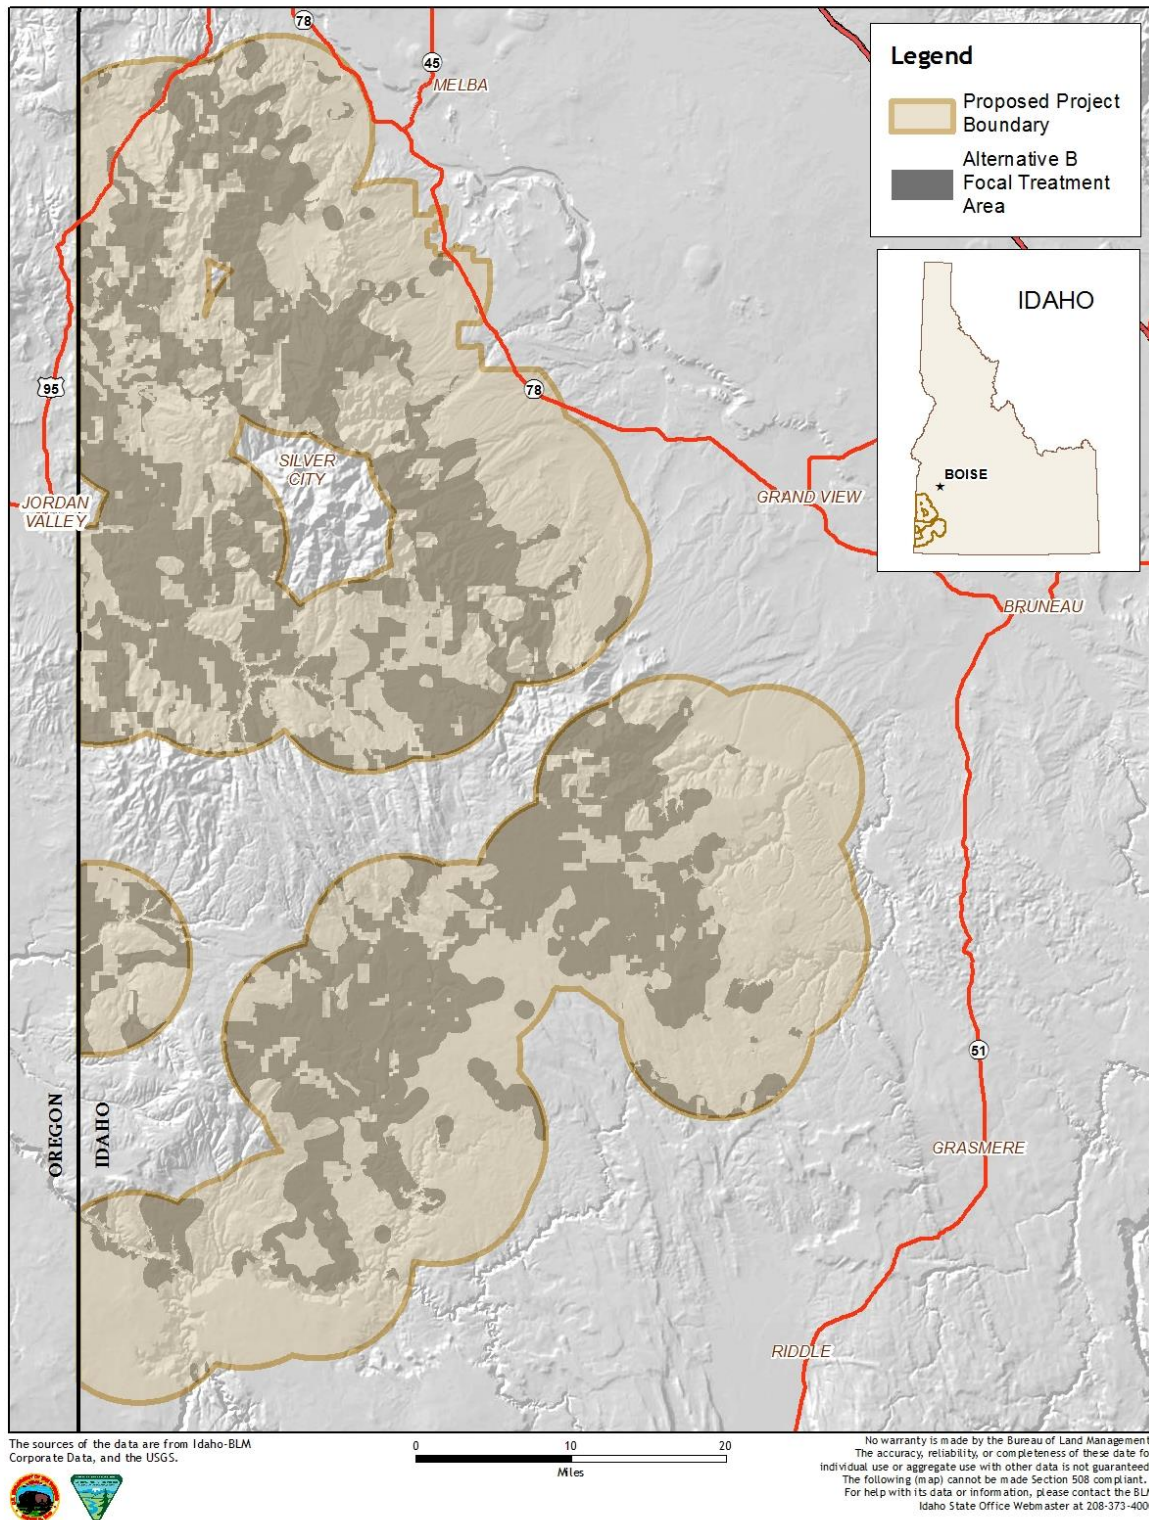 78
45
MELBA
Legend
Proposed Project
Boundary
Alternative B
Focal Treatment
Area
IDAHO
BOISE
95
78
SILVER
CITY
JORDAN
VALLEY
GRAND VIEW
BRUNEAU
51
OREGON
IDAHO
GRASMERE
RIDDLE
The sources of the data are from Idaho-BLM
Corporate Data, and the USGS.
0 10 20
Miles
No warranty is made by the Bureau of Land Management
The accuracy, reliability, or completeness of these date fo
individual use or aggregate use with other data is not guaranteed
The following (map) cannot be made Section 508 compliant.
For help with its data or information, please contact the BL
Idaho State Office Webmaster at 208-373-400